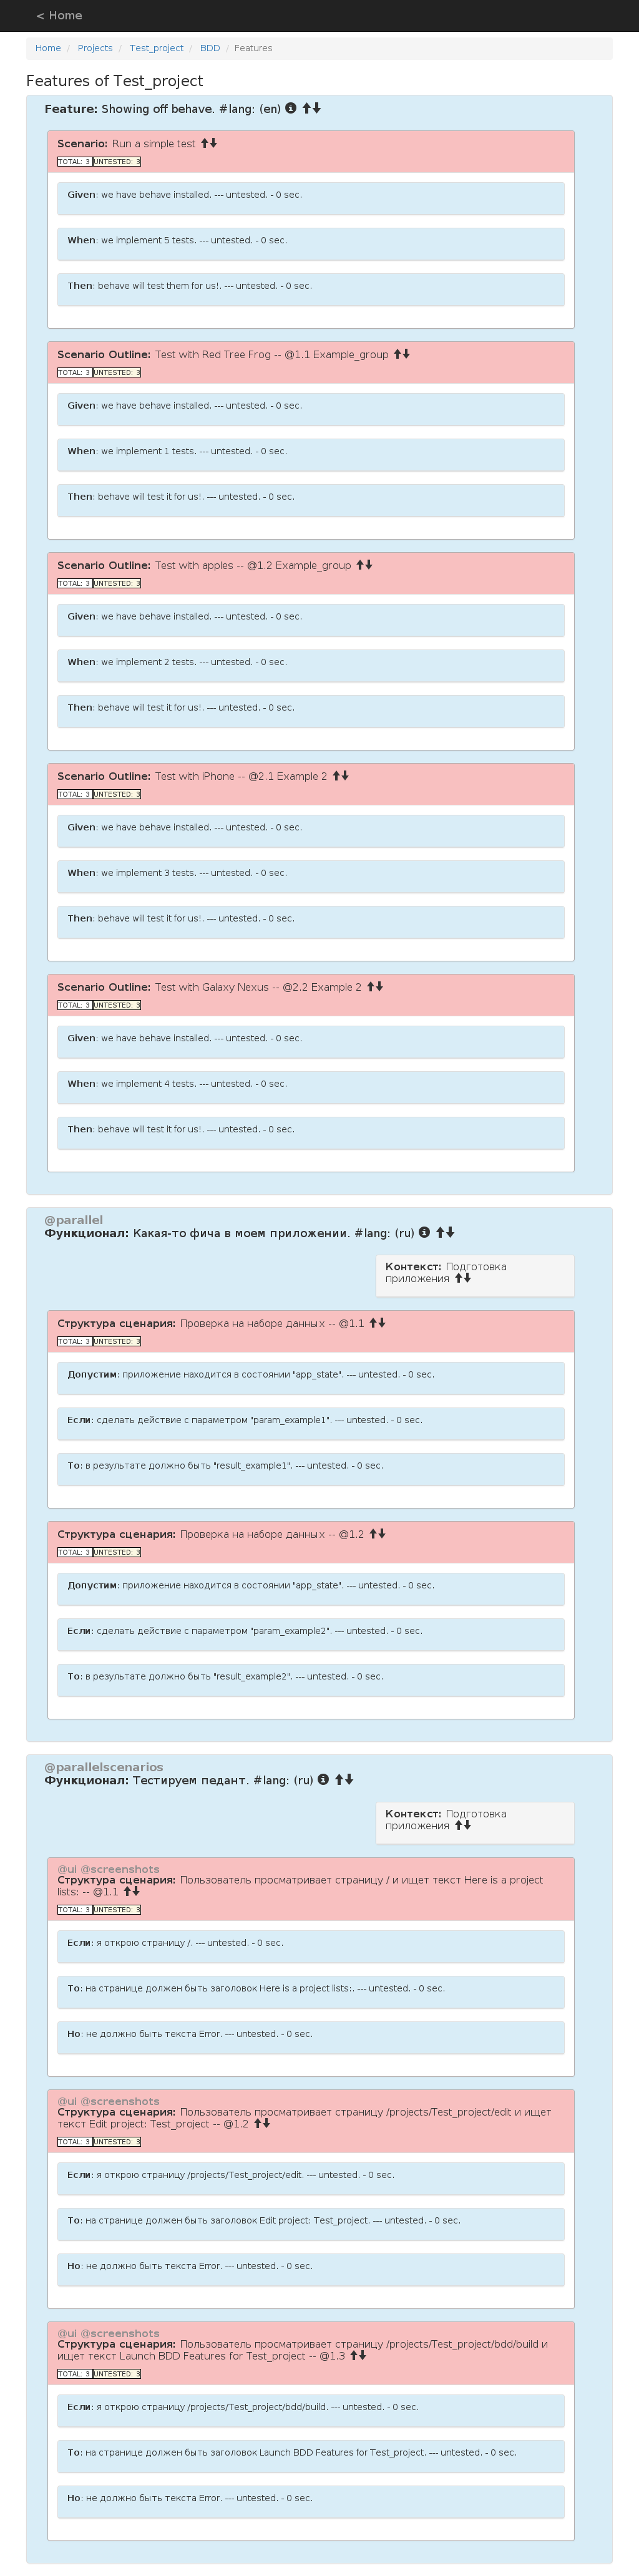 < Home
Home / Projects / Test_project / BDD / Features
Features of Test_project
Feature: Showing off behave. #lang: (en)
Scenario: Run a simple test
TOTAL: 3 UNTESTED: 3
Given: we have behave installed. --- untested. - 0 sec.
When: we implement 5 tests. --- untested. - 0 sec.
Then: behave will test them for us!. --- untested. - 0 sec.
Scenario Outline: Test with Red Tree Frog -- @1.1 Example_group
TOTAL: 3 UNTESTED: 3
Given: we have behave installed. --- untested. - 0 sec.
When: we implement 1 tests. --- untested. - 0 sec.
Then: behave will test it for us!. --- untested. - 0 sec.
Scenario Outline: Test with apples -- @1.2 Example_group
TOTAL: 3 UNTESTED: 3
Given: we have behave installed. --- untested. - 0 sec.
When: we implement 2 tests. --- untested. - 0 sec.
Then: behave will test it for us!. --- untested. - 0 sec.
Scenario Outline: Test with iPhone -- @2.1 Example 2
TOTAL: 3 UNTESTED: 3
Given: we have behave installed. --- untested. - 0 sec.
When: we implement 3 tests. --- untested. - 0 sec.
Then: behave will test it for us!. --- untested. - 0 sec.
Scenario Outline: Test with Galaxy Nexus -- @2.2 Example 2
TOTAL: 3 UNTESTED: 3
Given: we have behave installed. --- untested. - 0 sec.
When: we implement 4 tests. --- untested. - 0 sec.
Then: behave will test it for us!. --- untested. - 0 sec.
@parallel
Функционал: Какая-то фича в моем приложении. #lang: (ru)
Контекст: Подготовка
приложения
Структура сценария: Проверка на наборе данных -- @1.1
TOTAL: 3 UNTESTED: 3
Допустим: приложение находится в состоянии "app_state". --- untested. - 0 sec.
Если: сделать действие с параметром "param_example1". --- untested. - 0 sec.
То: в результате должно быть "result_example1". --- untested. - 0 sec.
Структура сценария: Проверка на наборе данных -- @1.2
TOTAL: 3 UNTESTED: 3
Допустим: приложение находится в состоянии "app_state". --- untested. - 0 sec.
Если: сделать действие с параметром "param_example2". --- untested. - 0 sec.
То: в результате должно быть "result_example2". --- untested. - 0 sec.
@parallelscenarios
Функционал: Тестируем педант. #lang: (ru)
Контекст: Подготовка
приложения
@ui @screenshots
Структура сценария: Пользователь просматривает страницу / и ищет текст Here is a project
lists: -- @1.1
TOTAL: 3 UNTESTED: 3
Если: я открою страницу /. --- untested. - 0 sec.
То: на странице должен быть заголовок Here is a project lists:. --- untested. - 0 sec.
Но: не должно быть текста Error. --- untested. - 0 sec.
@ui @screenshots
Структура сценария: Пользователь просматривает страницу /projects/Test_project/edit и ищет
текст Edit project: Test_project -- @1.2
TOTAL: 3 UNTESTED: 3
Если: я открою страницу /projects/Test_project/edit. --- untested. - 0 sec.
То: на странице должен быть заголовок Edit project: Test_project. --- untested. - 0 sec.
Но: не должно быть текста Error. --- untested. - 0 sec.
@ui @screenshots
Структура сценария: Пользователь просматривает страницу /projects/Test_project/bdd/build и
ищет текст Launch BDD Features for Test_project -- @1.3
TOTAL: 3 UNTESTED: 3
Если: я открою страницу /projects/Test_project/bdd/build. --- untested. - 0 sec.
То: на странице должен быть заголовок Launch BDD Features for Test_project. --- untested. - 0 sec.
Но: не должно быть текста Error. --- untested. - 0 sec.